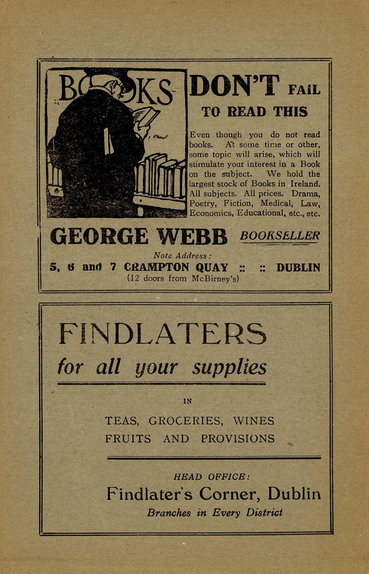 BOOKS
DON'T FAIL
TO READ THIS
Even though you do not read
books. At some time or other,
some topic will arise, which will
stimulate your interest in a Book
on the subject. We hold the
largest stock of Books in Ireland.
All subjects. All prices. Drama,
Poetry, Fiction, Medical, Law,
Economics, Educational, etc., etc.
GEORGE WEBB BOOKSELLER
Note Address:
5, 6 and 7 CRAMPTON QUAY :: :: DUBLIN
(12 doors from McBirney's)
FINDLATERS
for all your supplies
IN
TEAS, GROCERIES, WINES
FRUITS AND PROVISIONS
HEAD OFFICE:
Findlater's Corner, Dublin
Branches in Every District